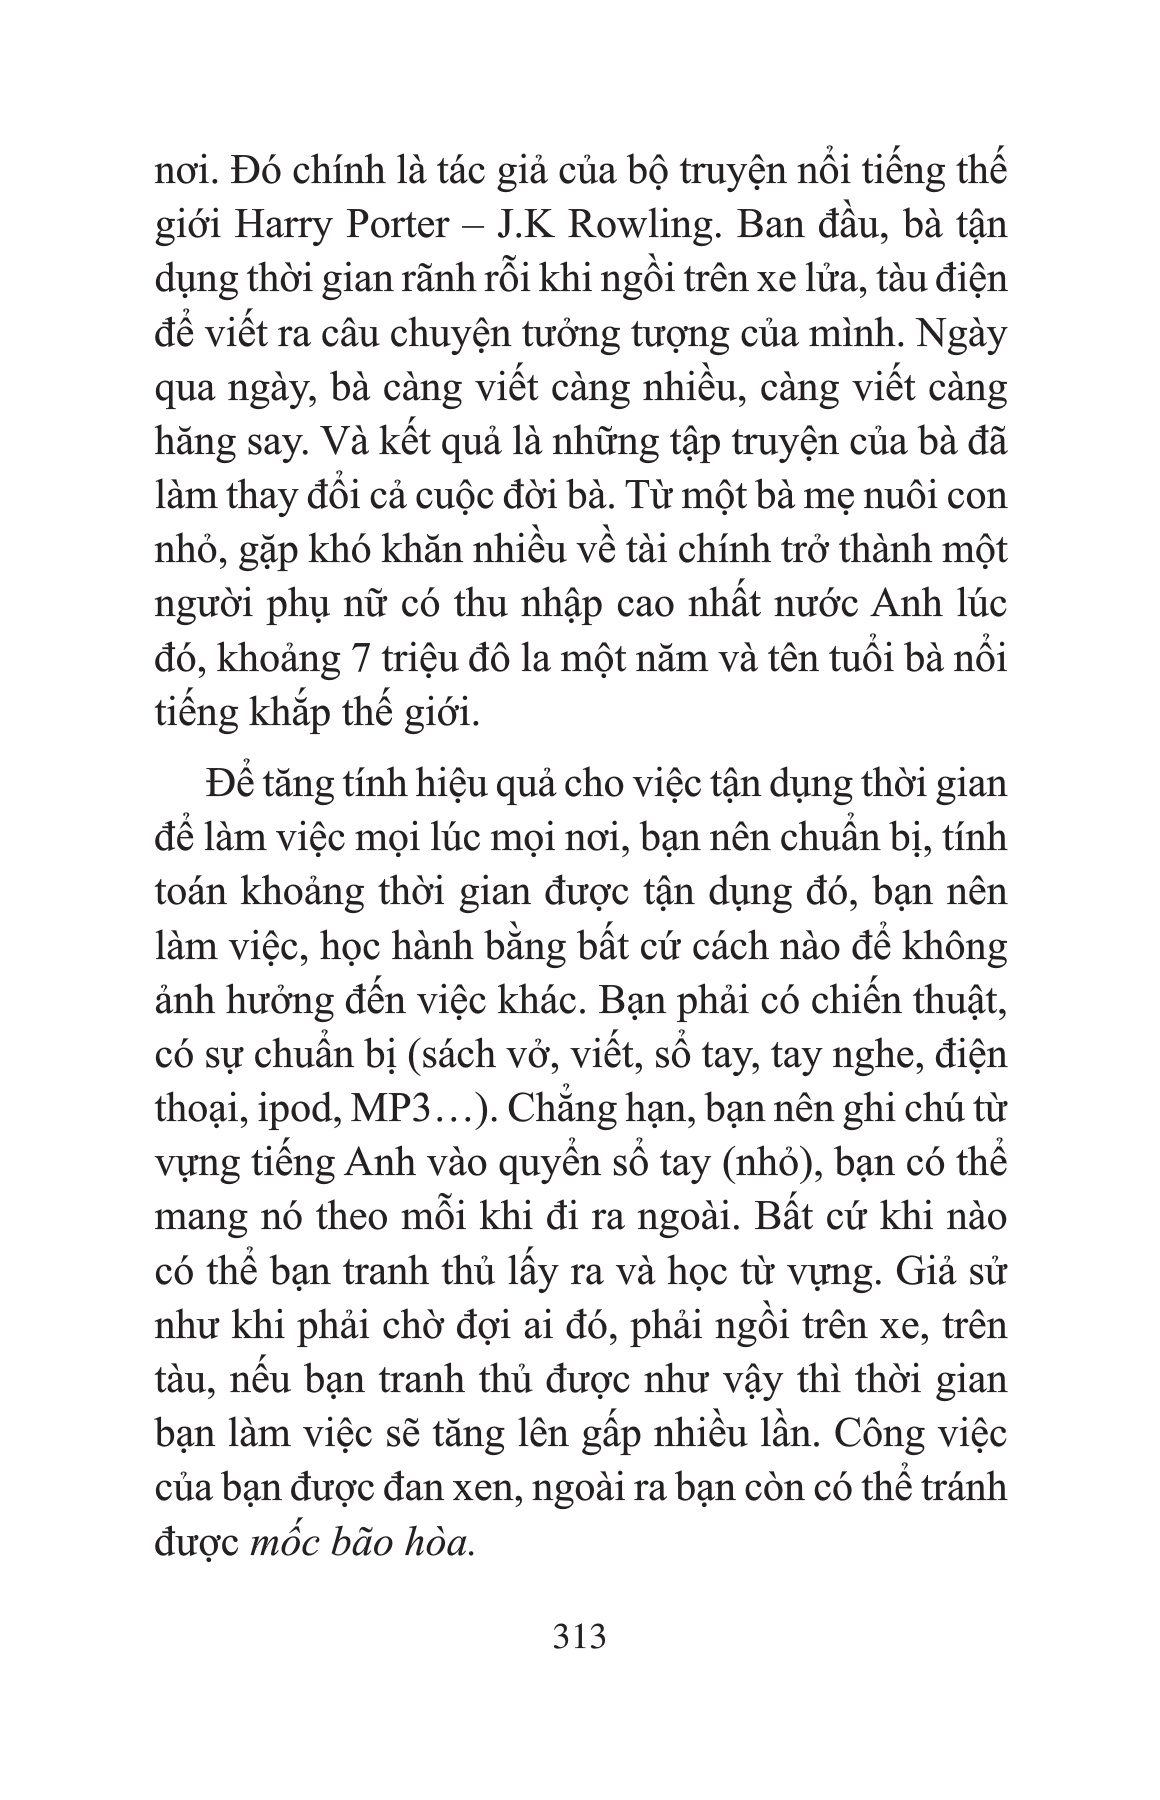 nơi. Đó chính là tác giả của bộ truyện nổi tiếng thế
giới Harry Porter – J.K Rowling. Ban đầu, bà tận
dụng thời gian rãnh rỗi khi ngồi trên xe lửa, tàu điện
để viết ra câu chuyện tưởng tượng của mình. Ngày
qua ngày, bà càng viết càng nhiều, càng viết càng
hăng say. Và kết quả là những tập truyện của bà đã
làm thay đổi cả cuộc đời bà. Từ một bà mẹ nuôi con
nhỏ, gặp khó khăn nhiều về tài chính trở thành một
người phụ nữ có thu nhập cao nhất nước Anh lúc
đó, khoảng 7 triệu đô la một năm và tên tuổi bà nổi
tiếng khắp thế giới.
Để tăng tính hiệu quả cho việc tận dụng thời gian
để làm việc mọi lúc mọi nơi, bạn nên chuẩn bị, tính
toán khoảng thời gian được tận dụng đó, bạn nên
làm việc, học hành bằng bất cứ cách nào để không
ảnh hưởng đến việc khác. Bạn phải có chiến thuật,
có sự chuẩn bị (sách vở, viết, sổ tay, tay nghe, điện
thoại, ipod, MP3…). Chẳng hạn, bạn nên ghi chú từ
vựng tiếng Anh vào quyển sổ tay (nhỏ), bạn có thể
mang nó theo mỗi khi đi ra ngoài. Bất cứ khi nào
có thể bạn tranh thủ lấy ra và học từ vựng. Giả sử
như khi phải chờ đợi ai đó, phải ngồi trên xe, trên
tàu, nếu bạn tranh thủ được như vậy thì thời gian
bạn làm việc sẽ tăng lên gấp nhiều lần. Công việc
của bạn được đan xen, ngoài ra bạn còn có thể tránh
được mốc bão hòa.
313